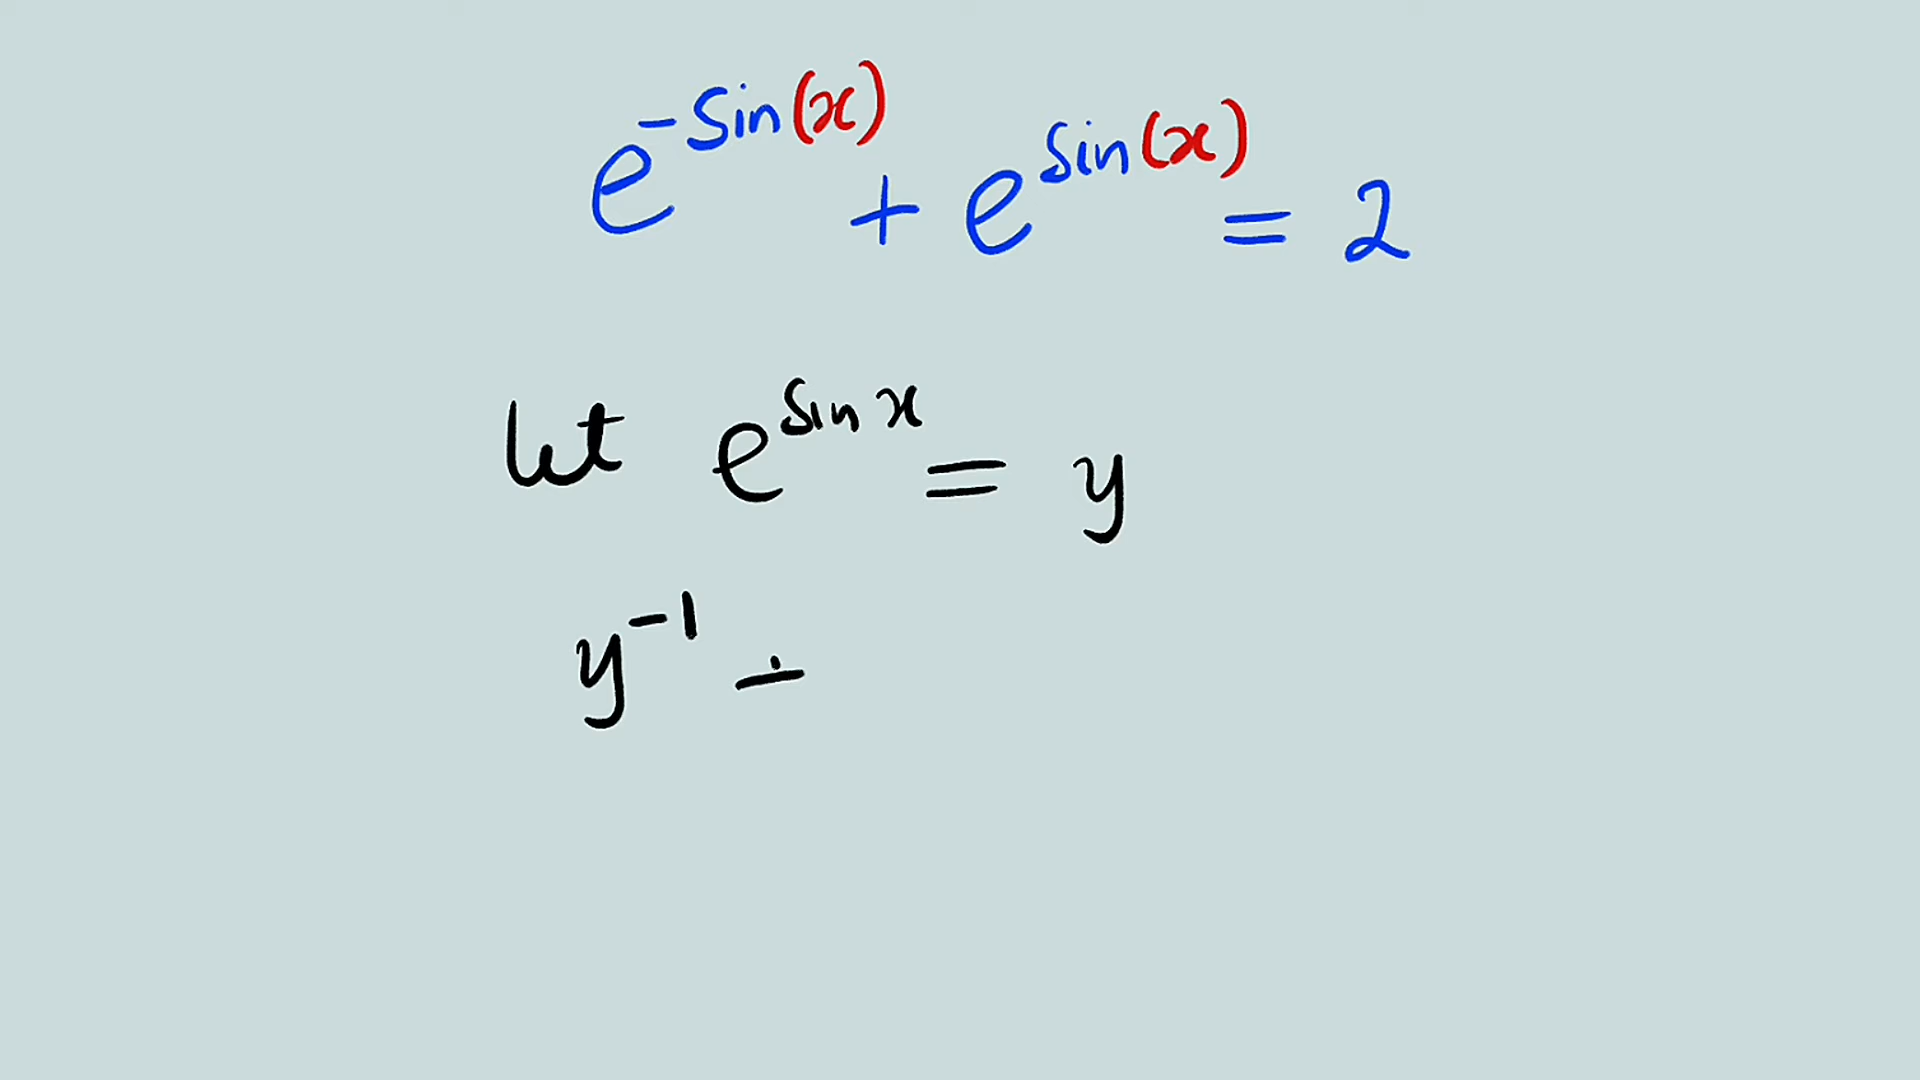 e^{-sin(x)} + e^{sin(x)} = 2
let e^{sin x} = y
y^{-1}